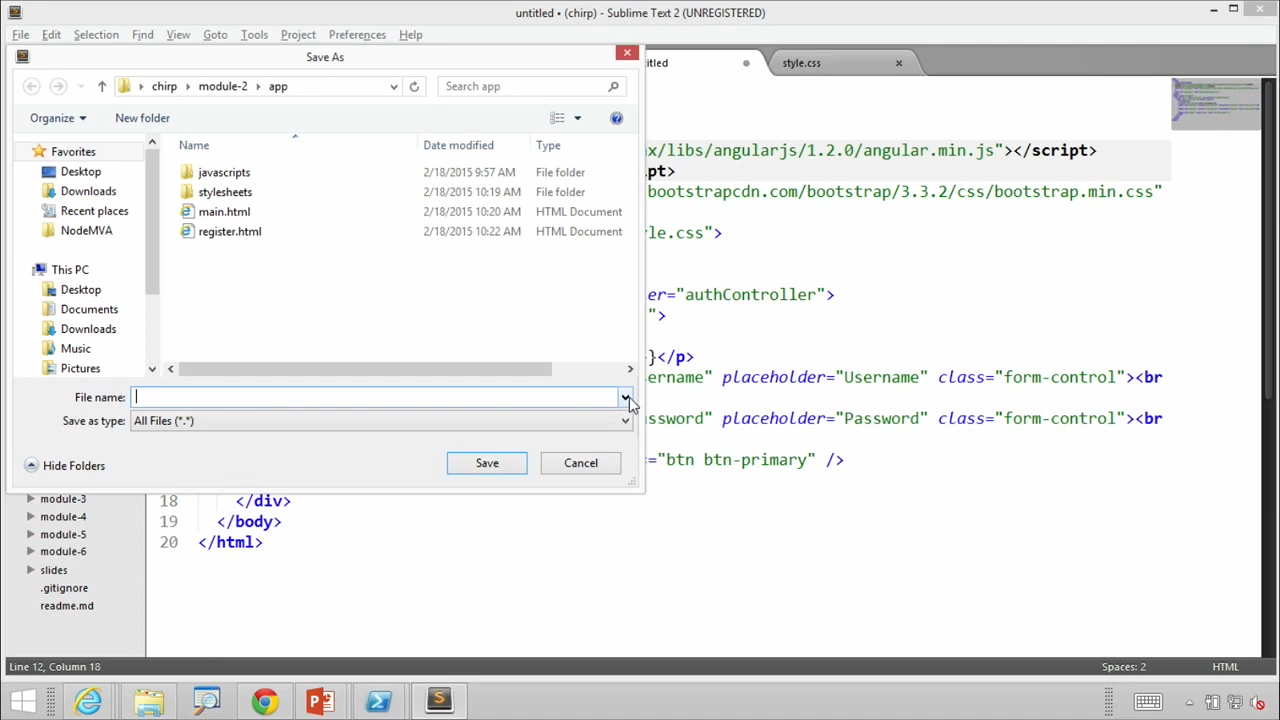 untitled • (chirp) - Sublime Text 2 (UNREGISTERED)
File Edit Selection Find View Goto Tools Project Preferences Help
Save As
chirp module-2 app
Search app
Organize
New folder
Name Date modified Type
javascripts 2/18/2015 9:57 AM File folder
stylesheets 2/18/2015 10:19 AM File folder
main.html 2/18/2015 10:20 AM HTML Document
register.html 2/18/2015 10:22 AM HTML Document
Favorites
Desktop
Downloads
Recent places
NodeMVA
This PC
Desktop
Documents
Downloads
Music
Pictures
File name:
Save as type: All Files (*.*)
Hide Folders
Save
Cancel
titled
style.css
x/libs/angularjs/1.2.0/angular.min.js"></script>
pt>
bootstrapcdn.com/bootstrap/3.3.2/css/bootstrap.min.css"
le.css">
er="authController">
">
}</p>
ername" placeholder="Username" class="form-control"><br
ssword" placeholder="Password" class="form-control"><br
="btn btn-primary" />
18 </div>
19 </body>
20 </html>
module-3
module-4
module-5
module-6
slides
.gitignore
readme.md
Line 12, Column 18
Spaces: 2
HTML